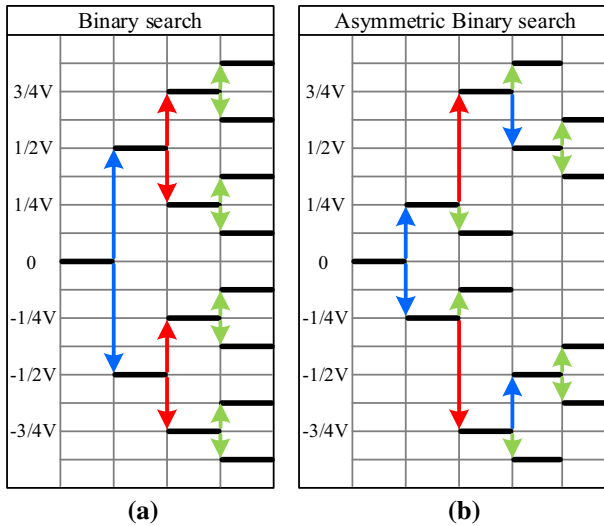 Binary search
3/4V
1/2V
1/4V
0
-1/4V
-1/2V
-3/4V
(a)
Asymmetric Binary search
3/4V
1/2V
1/4V
0
-1/4V
-1/2V
-3/4V
(b)